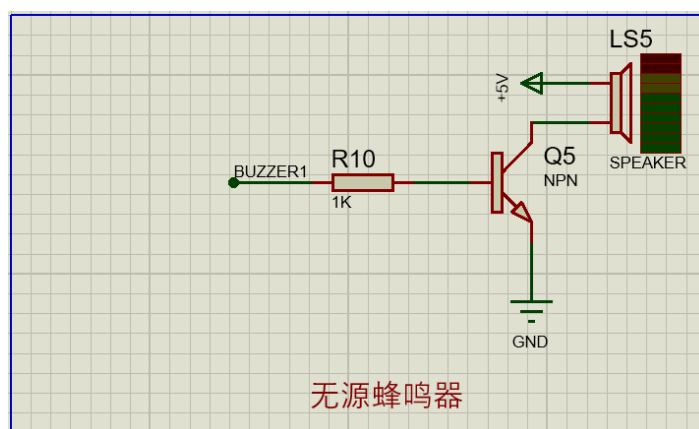 LS5
+5V
SPEAKER
R10
BUZZER1
1K
Q5
NPN
GND
无源蜂鸣器